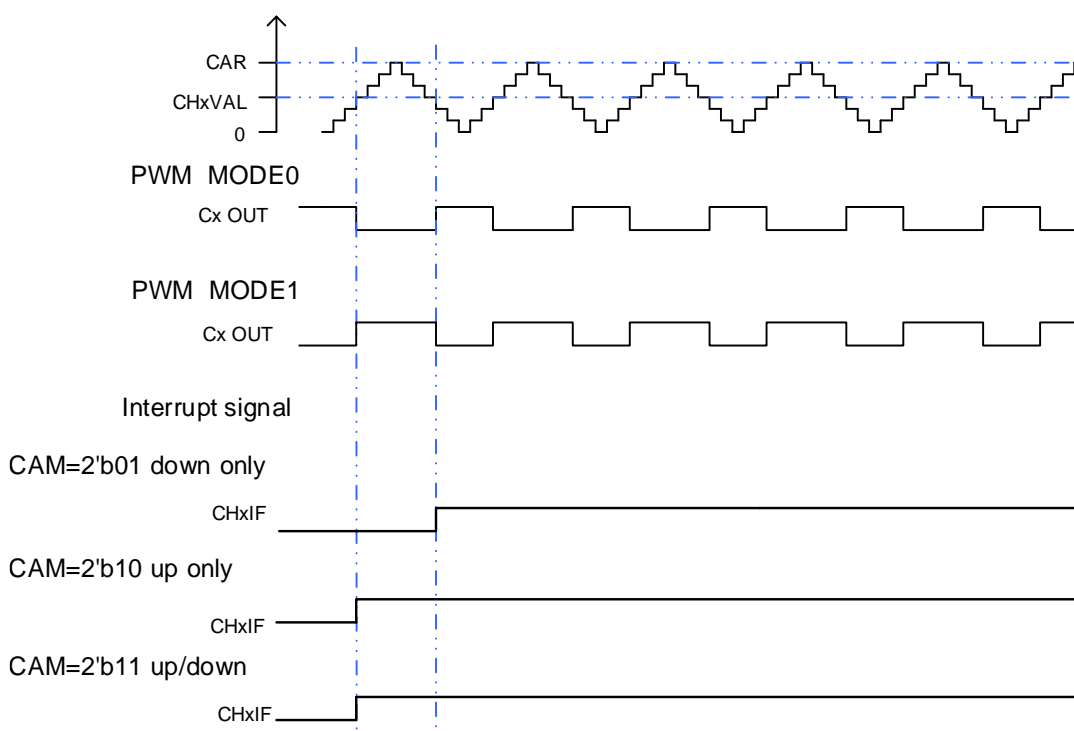 CAR
CHxVAL
0
PWM MODE0
Cx OUT
PWM MODE1
Cx OUT
Interrupt signal
CAM=2'b01 down only
CHxIF
CAM=2'b10 up only
CHxIF
CAM=2'b11 up/down
CHxIF